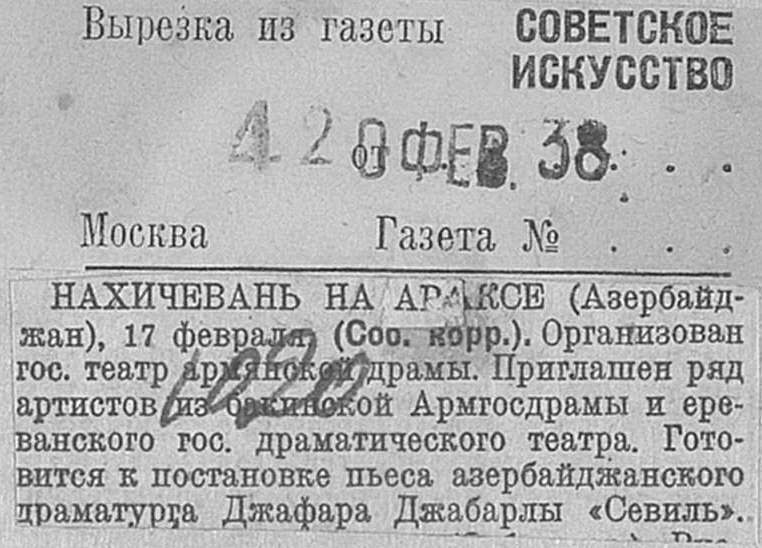 Вырезка из газеты СОВЕТСКОЕ
ИСКУССТВО
4 20 ФЕВ. 38
от . . .
Москва Газета № . . .
НАХИЧЕВАНЬ НА АРАКСЕ (Азербайд-
жан), 17 февраля. (Соб. корр.). Организован
гос. театр армянской драмы. Приглашен ряд
артистов из бакинской Армгосдрамы и ере-
ванского гос. драматического театра. Гото-
вится к постановке пьеса азербайджанского
драматурга Джафара Джабарлы «Севиль».